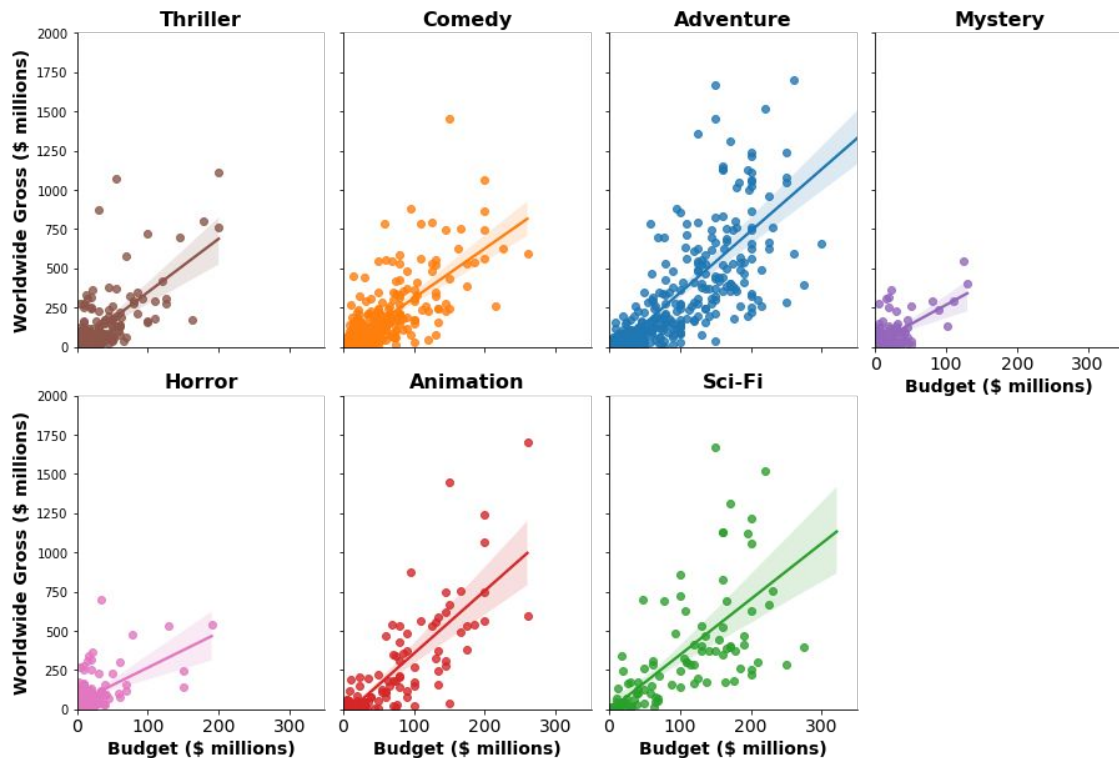 Thriller Comedy Adventure Mystery
Worldwide Gross ($ millions)
2000
1750
1500
1250
1000
750
500
250
0
0 100 200 300
Budget ($ millions)
Horror Animation Sci-Fi
Worldwide Gross ($ millions)
2000
1750
1500
1250
1000
750
500
250
0
0 100 200 300 0 100 200 300 0 100 200 300
Budget ($ millions) Budget ($ millions) Budget ($ millions)